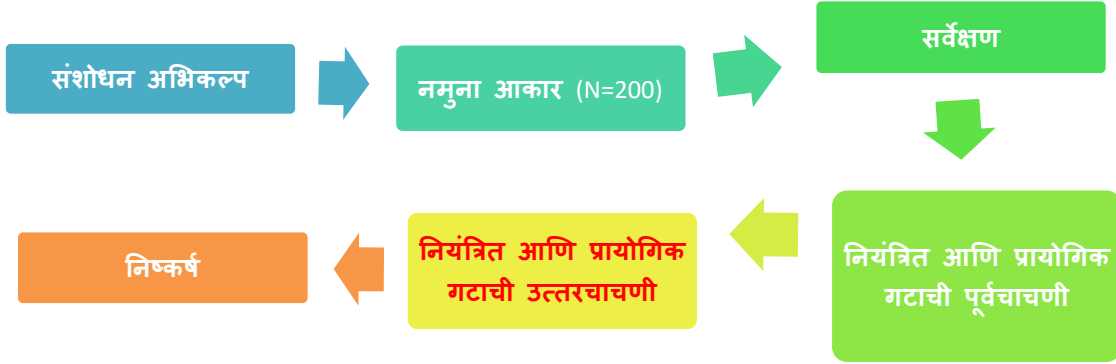 संशोधन अभिकल्प
नमुना आकार (N=200)
सर्वेक्षण
नियंत्रित आणि प्रायोगिक
गटाची पूर्वचाचणी
नियंत्रित आणि प्रायोगिक
गटाची उत्तरचाचणी
निष्कर्ष